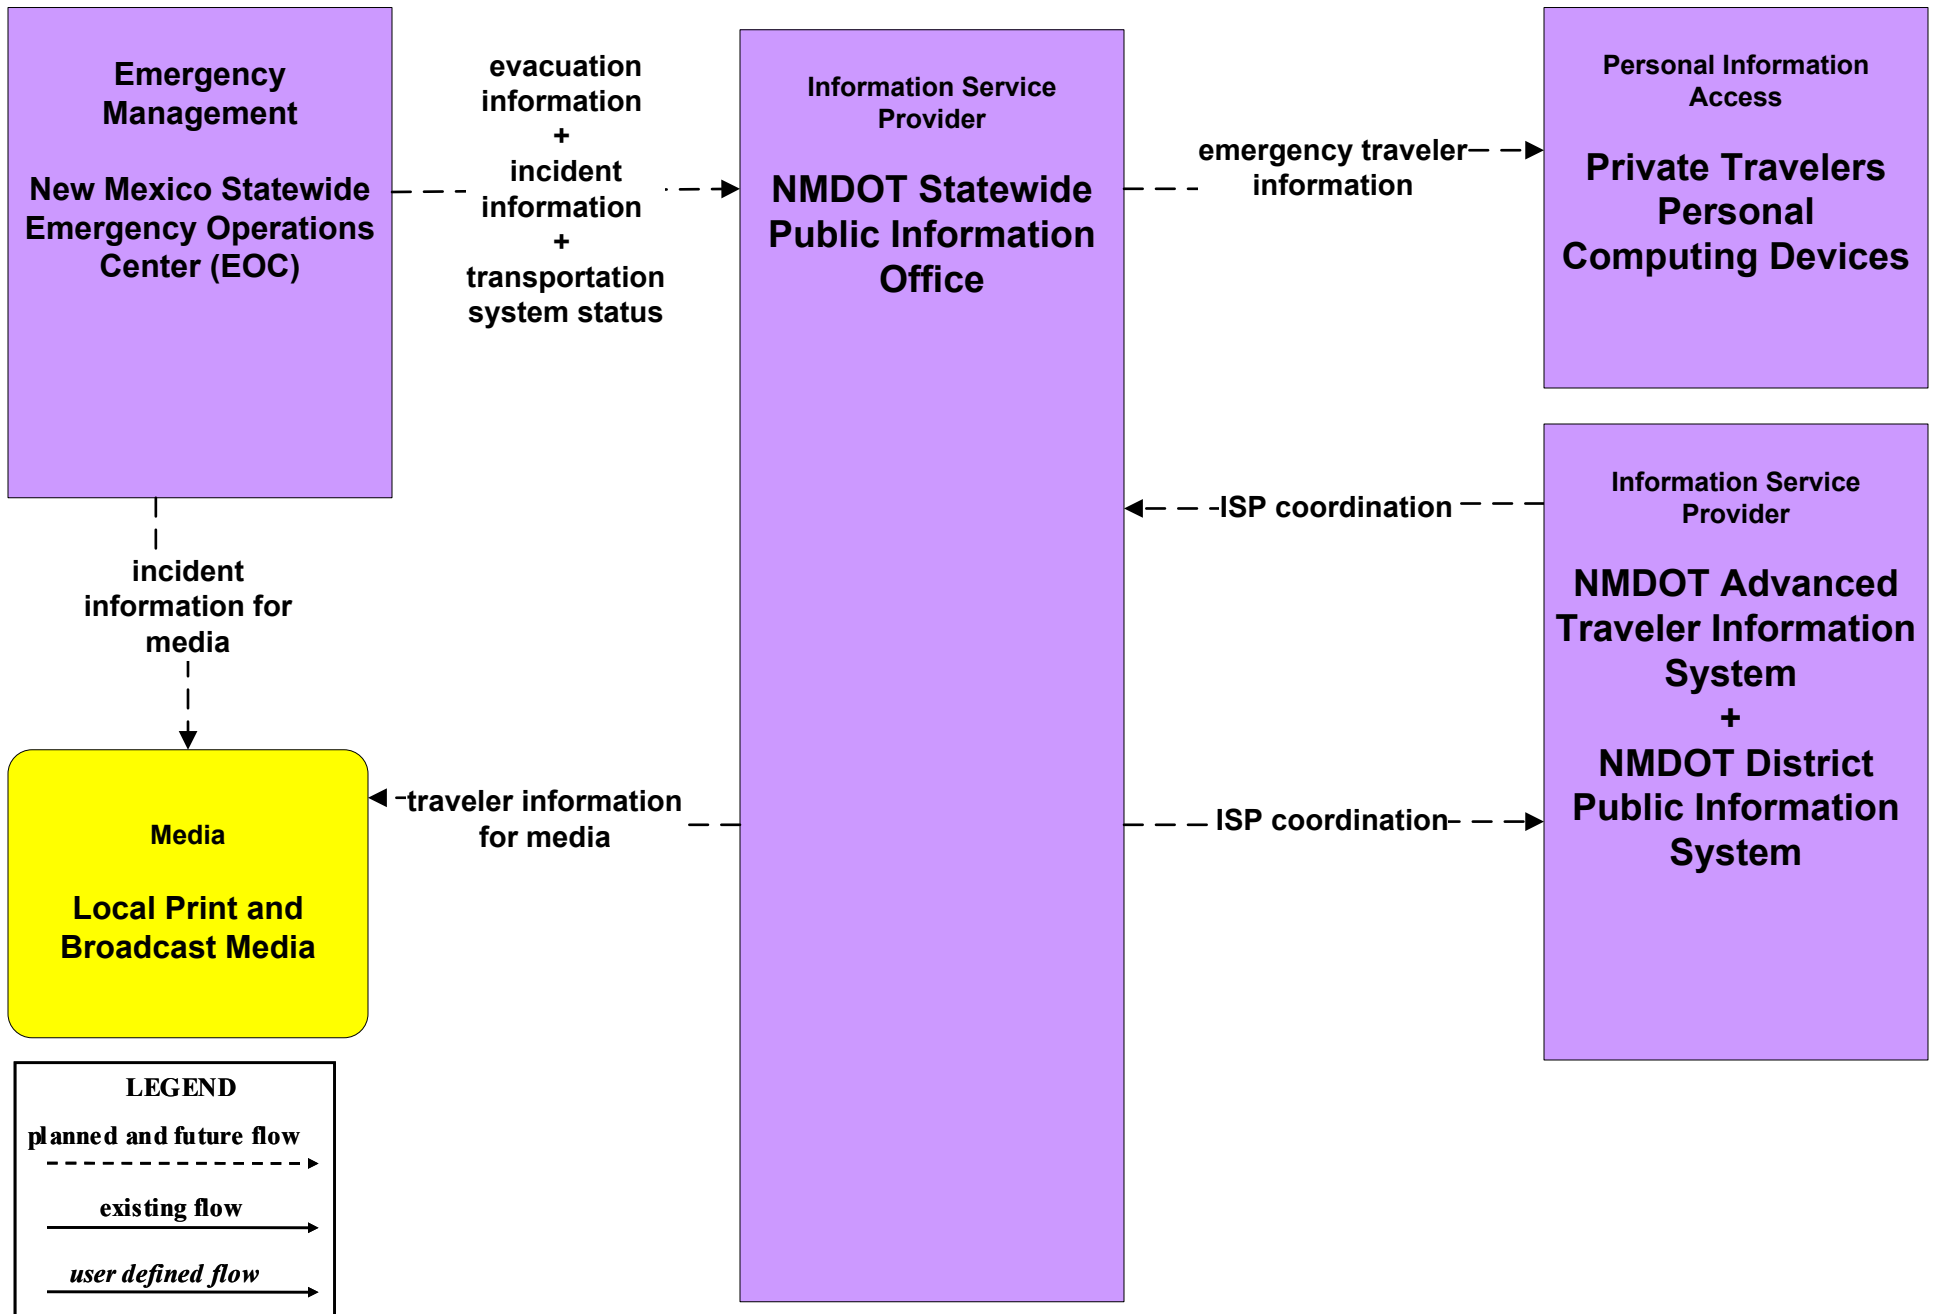 Emergency
Management
New Mexico Statewide
Emergency Operations
Center (EOC)
evacuation
information
+
incident
information
+
transportation
system status
Information Service
Provider
NMDOT Statewide
Public Information
Office
emergency traveler
information
Personal Information
Access
Private Travelers
Personal
Computing Devices
ISP coordination
Information Service
Provider
NMDOT Advanced
Traveler Information
System
+
NMDOT District
Public Information
System
ISP coordination
incident
information for
media
traveler information
for media
Media
Local Print and
Broadcast Media
LEGEND
planned and future flow
existing flow
user defined flow